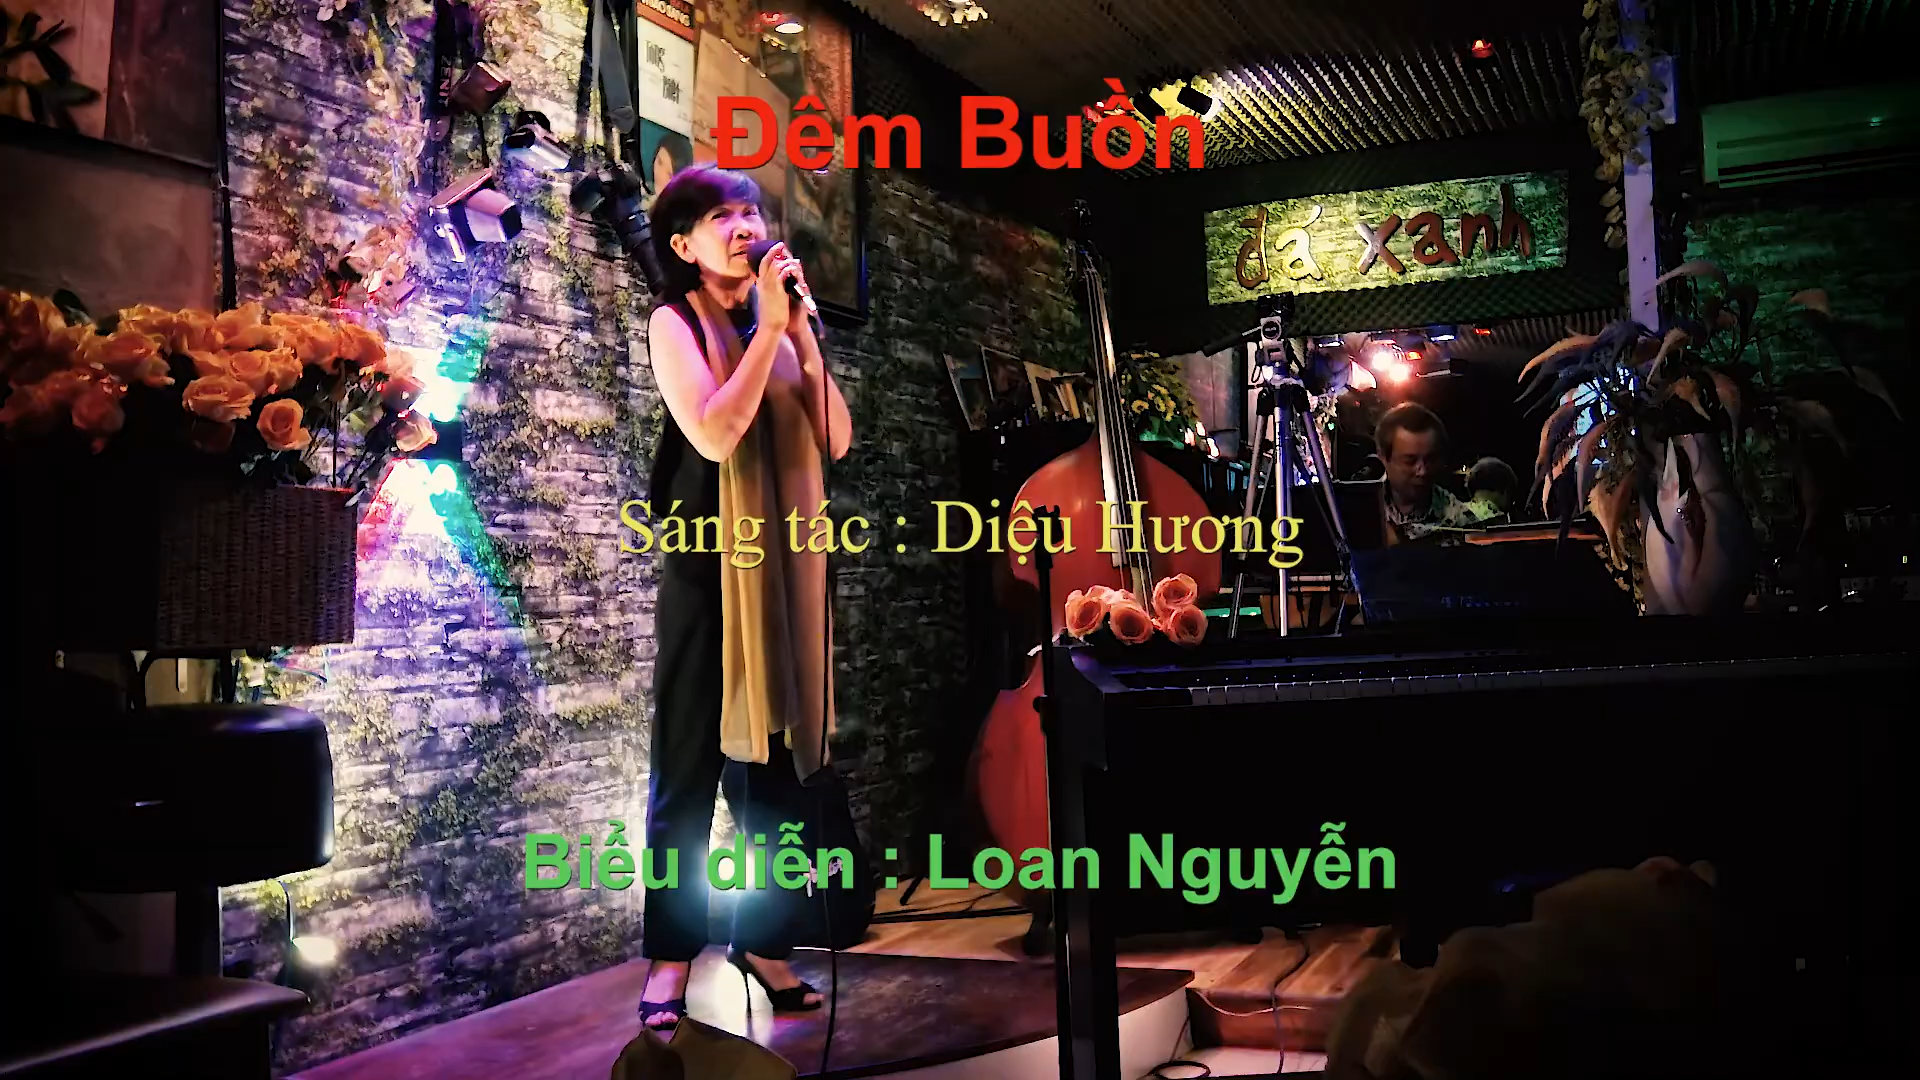 Đêm Buồn
đá xanh
Sáng tác : Diệu Hương
Biểu diễn : Loan Nguyễn